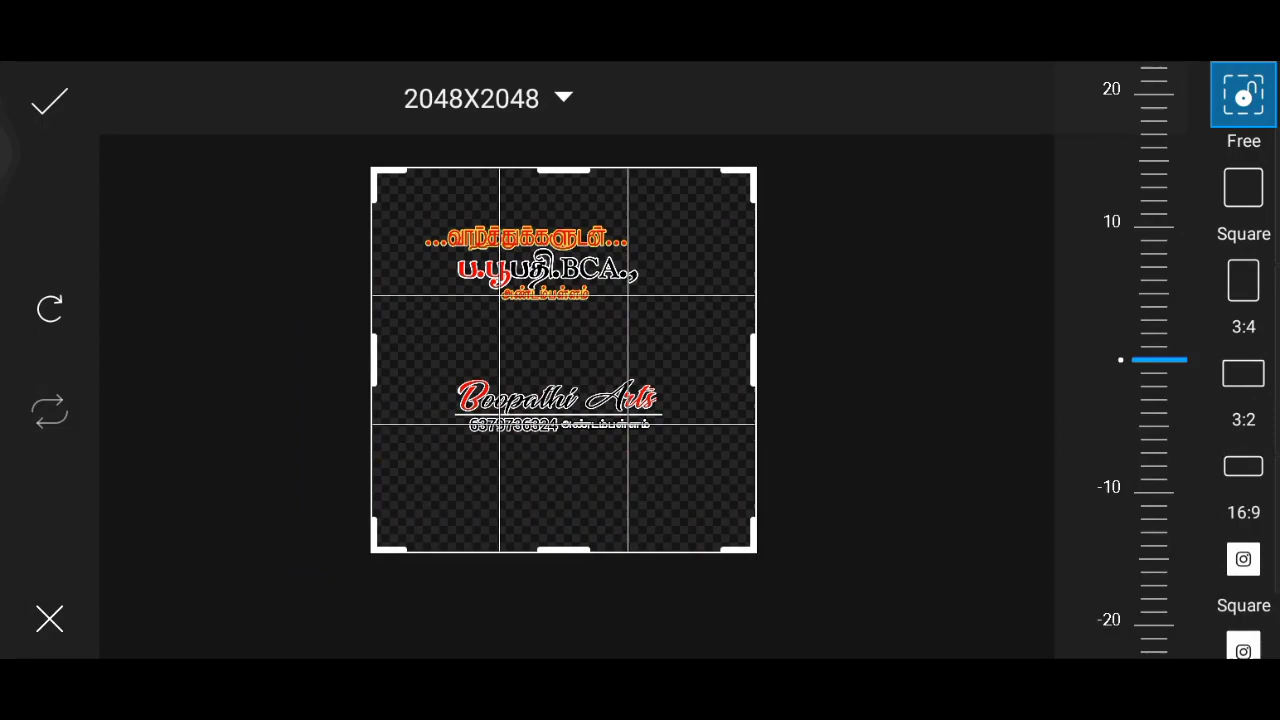 2048X2048
20
Free
...வாழ்த்துக்களுடன்...
ப.பூபதி.BCA.,
அண்டம்பள்ளம்
10
Square
3:4
Boopathi Arts
6379736324 அண்டம்பள்ளம்
3:2
-10
16:9
Square
-20